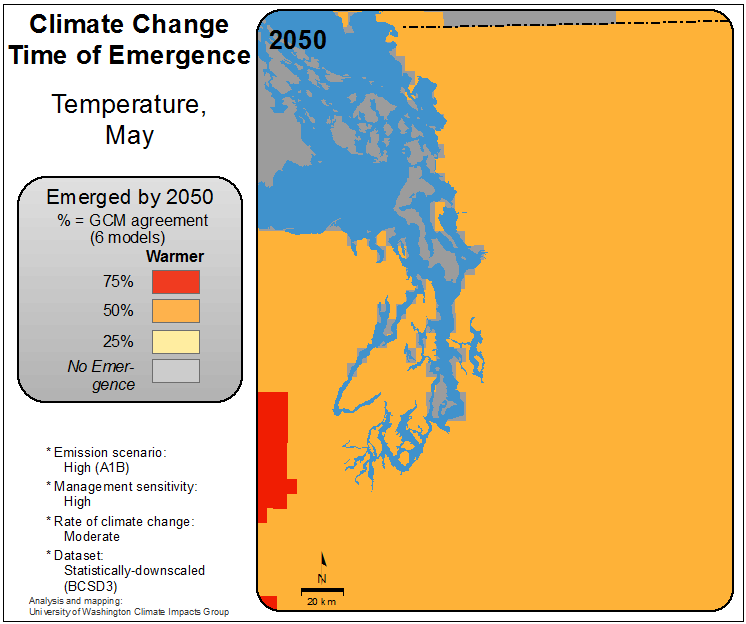 Climate Change
Time of Emergence
Temperature,
May
Emerged by 2050
% = GCM agreement
(6 models)
Warmer
75%
50%
25%
No Emer-
gence
* Emission scenario:
High (A1B)
* Management sensitivity:
High
* Rate of climate change:
Moderate
* Dataset:
Statistically-downscaled
(BCSD3)
Analysis and mapping:
University of Washington Climate Impacts Group
2050
N
20 km